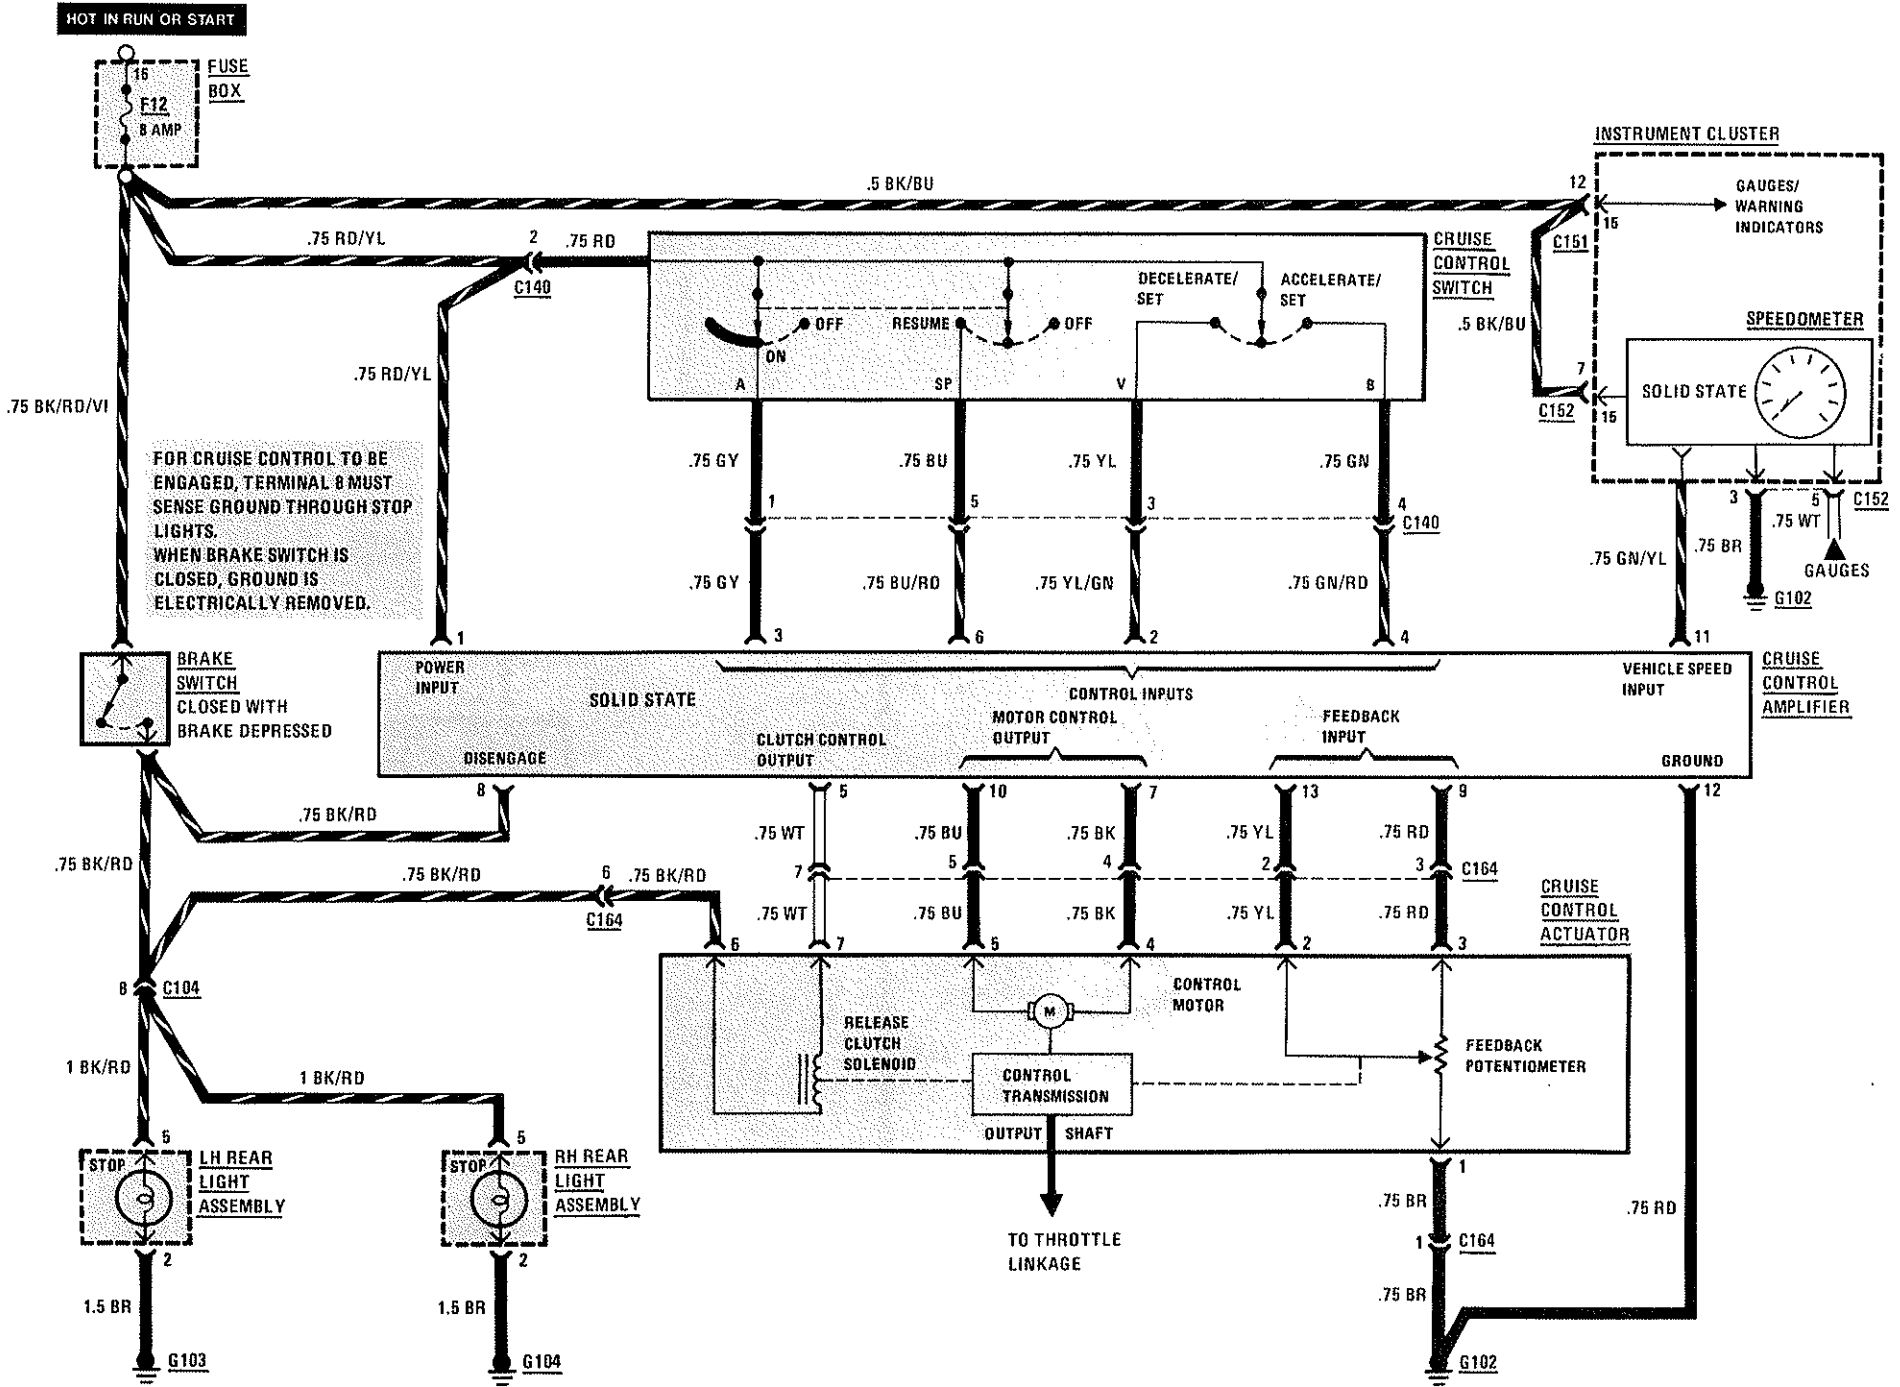 HOT IN RUN OR START
16
F12
8 AMP
FUSE
BOX
.5 BK/BU
.75 RD/YL
2
.75 RD
C140
.75 RD/YL
.75 BK/RD/VI
INSTRUMENT CLUSTER
12
15
C151
GAUGES/
WARNING
INDICATORS
.5 BK/BU
7
C152
15
SPEEDOMETER
SOLID STATE
CRUISE
CONTROL
SWITCH
DECELERATE/
SET
ACCELERATE/
SET
OFF
ON
RESUME
OFF
A
SP
V
B
FOR CRUISE CONTROL TO BE
ENGAGED, TERMINAL 8 MUST
SENSE GROUND THROUGH STOP
LIGHTS.
WHEN BRAKE SWITCH IS
CLOSED, GROUND IS
ELECTRICALLY REMOVED.
.75 GY
.75 BU
.75 YL
.75 GN
1
5
3
4
C140
.75 GY
.75 BU/RD
.75 YL/GN
.75 GN/RD
3
5
C152
.75 WT
.75 BR
GAUGES
G102
.75 GN/YL
1
3
6
2
4
11
BRAKE
SWITCH
CLOSED WITH
BRAKE DEPRESSED
POWER
INPUT
SOLID STATE
CONTROL INPUTS
VEHICLE SPEED
INPUT
CRUISE
CONTROL
AMPLIFIER
DISENGAGE
CLUTCH CONTROL
OUTPUT
MOTOR CONTROL
OUTPUT
FEEDBACK
INPUT
GROUND
8
5
10
7
13
9
12
.75 BK/RD
.75 WT
.75 BU
.75 BK
.75 YL
.75 RD
.75 BK/RD
.75 BK/RD
6
.75 BK/RD
C164
7
5
4
2
3
C164
.75 WT
.75 BU
.75 BK
.75 YL
.75 RD
CRUISE
CONTROL
ACTUATOR
6
7
5
4
2
3
8
C104
CONTROL
MOTOR
M
RELEASE
CLUTCH
SOLENOID
CONTROL
TRANSMISSION
FEEDBACK
POTENTIOMETER
OUTPUT SHAFT
1 BK/RD
1 BK/RD
5
5
STOP
LH REAR
LIGHT
ASSEMBLY
STOP
RH REAR
LIGHT
ASSEMBLY
1
.75 BR
.75 RD
TO THROTTLE
LINKAGE
1
C164
.75 BR
2
2
1.5 BR
1.5 BR
G103
G104
G102